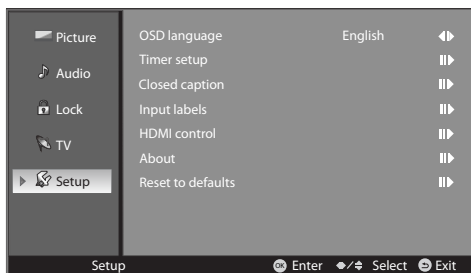 Picture
Audio
Lock
TV
Setup
OSD language English
Timer setup
Closed caption
Input labels
HDMI control
About
Reset to defaults
Setup OK Enter / Select Exit